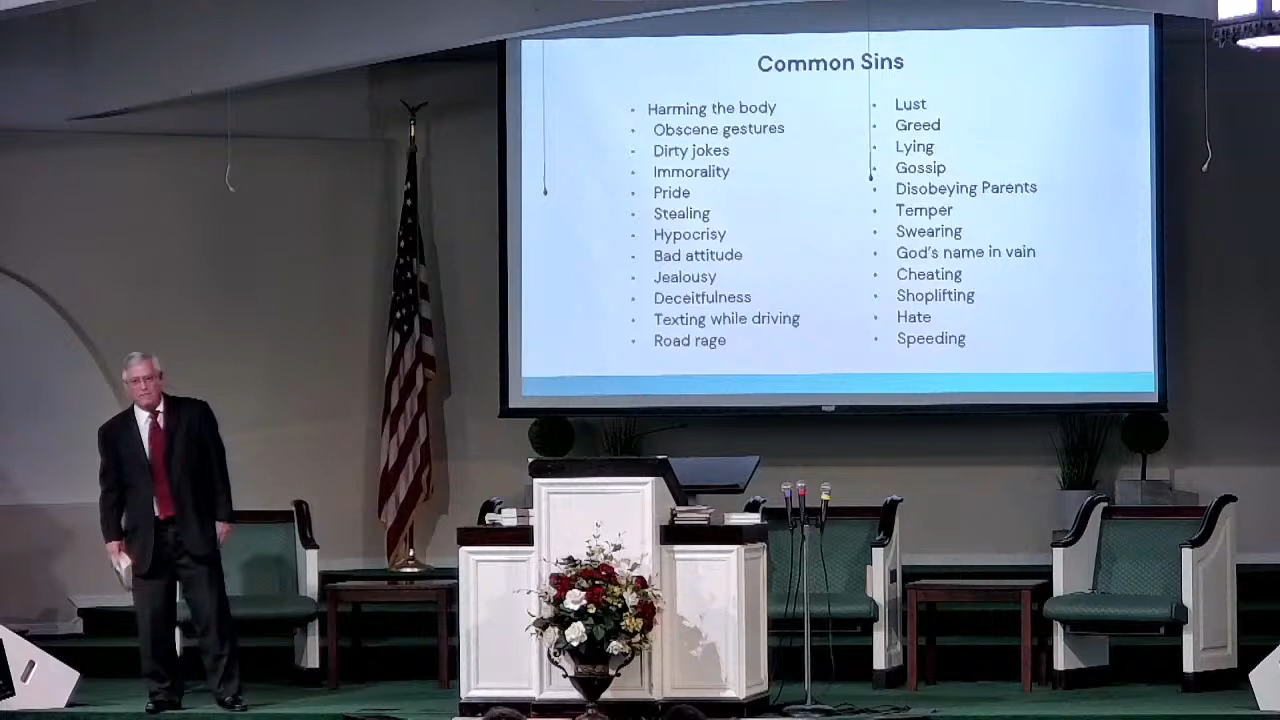 Common Sins
• Harming the body
• Obscene gestures
• Dirty jokes
• Immorality
• Pride
• Stealing
• Hypocrisy
• Bad attitude
• Jealousy
• Deceitfulness
• Texting while driving
• Road rage
• Lust
• Greed
• Lying
• Gossip
• Disobeying Parents
• Temper
• Swearing
• God's name in vain
• Cheating
• Shoplifting
• Hate
• Speeding